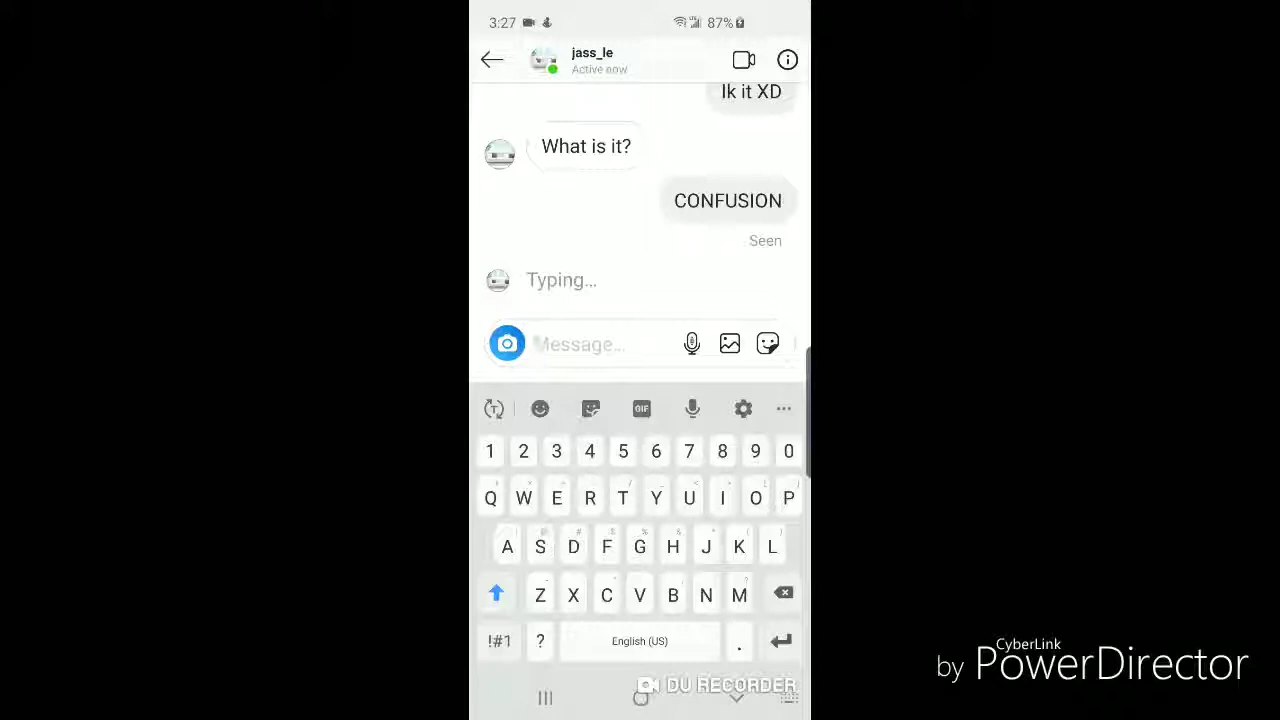 3:27 87%
jass_le
Active now
Ik it XD
What is it?
CONFUSION
Seen
Typing...
Message...
GIF
1 2 3 4 5 6 7 8 9 0
Q W E R T Y U I O P
A S D F G H J K L
Z X C V B N M
!#1 ? English (US) .
DU RECORDER
CyberLink
by PowerDirector